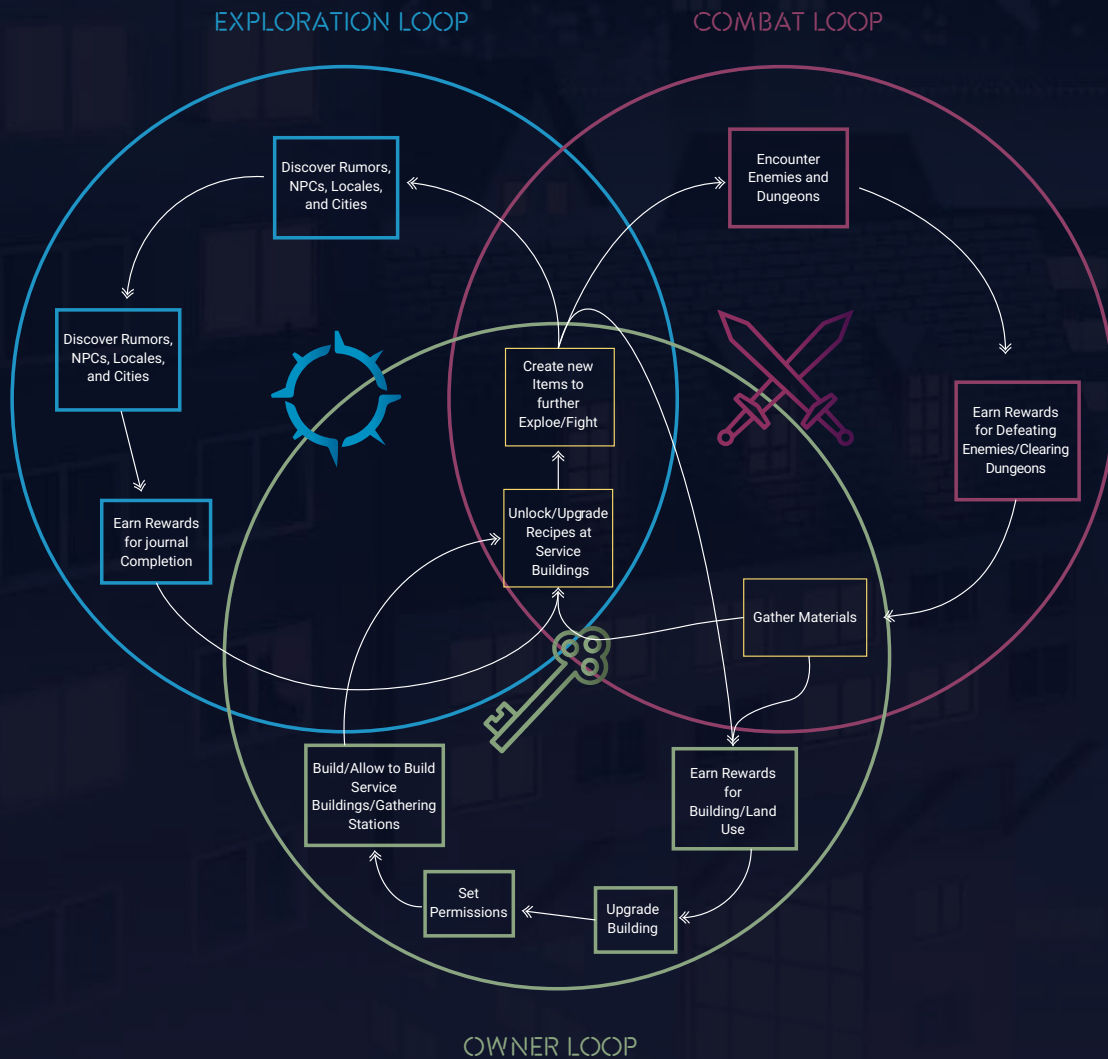 EXPLORATION LOOP
COMBAT LOOP
Discover Rumors,
NPCs, Locales,
and Cities
Encounter
Enemies and
Dungeons
Discover Rumors,
NPCs, Locales,
and Cities
Create new
Items to
further
Exploe/Fight
Earn Rewards
for Defeating
Enemies/Clearing
Dungeons
Earn Rewards
for journal
Completion
Unlock/Upgrade
Recipes at
Service
Buildings
Gather Materials
Build/Allow to Build
Service
Buildings/Gathering
Stations
Earn Rewards
for
Building/Land
Use
Set
Permissions
Upgrade
Building
OWNER LOOP